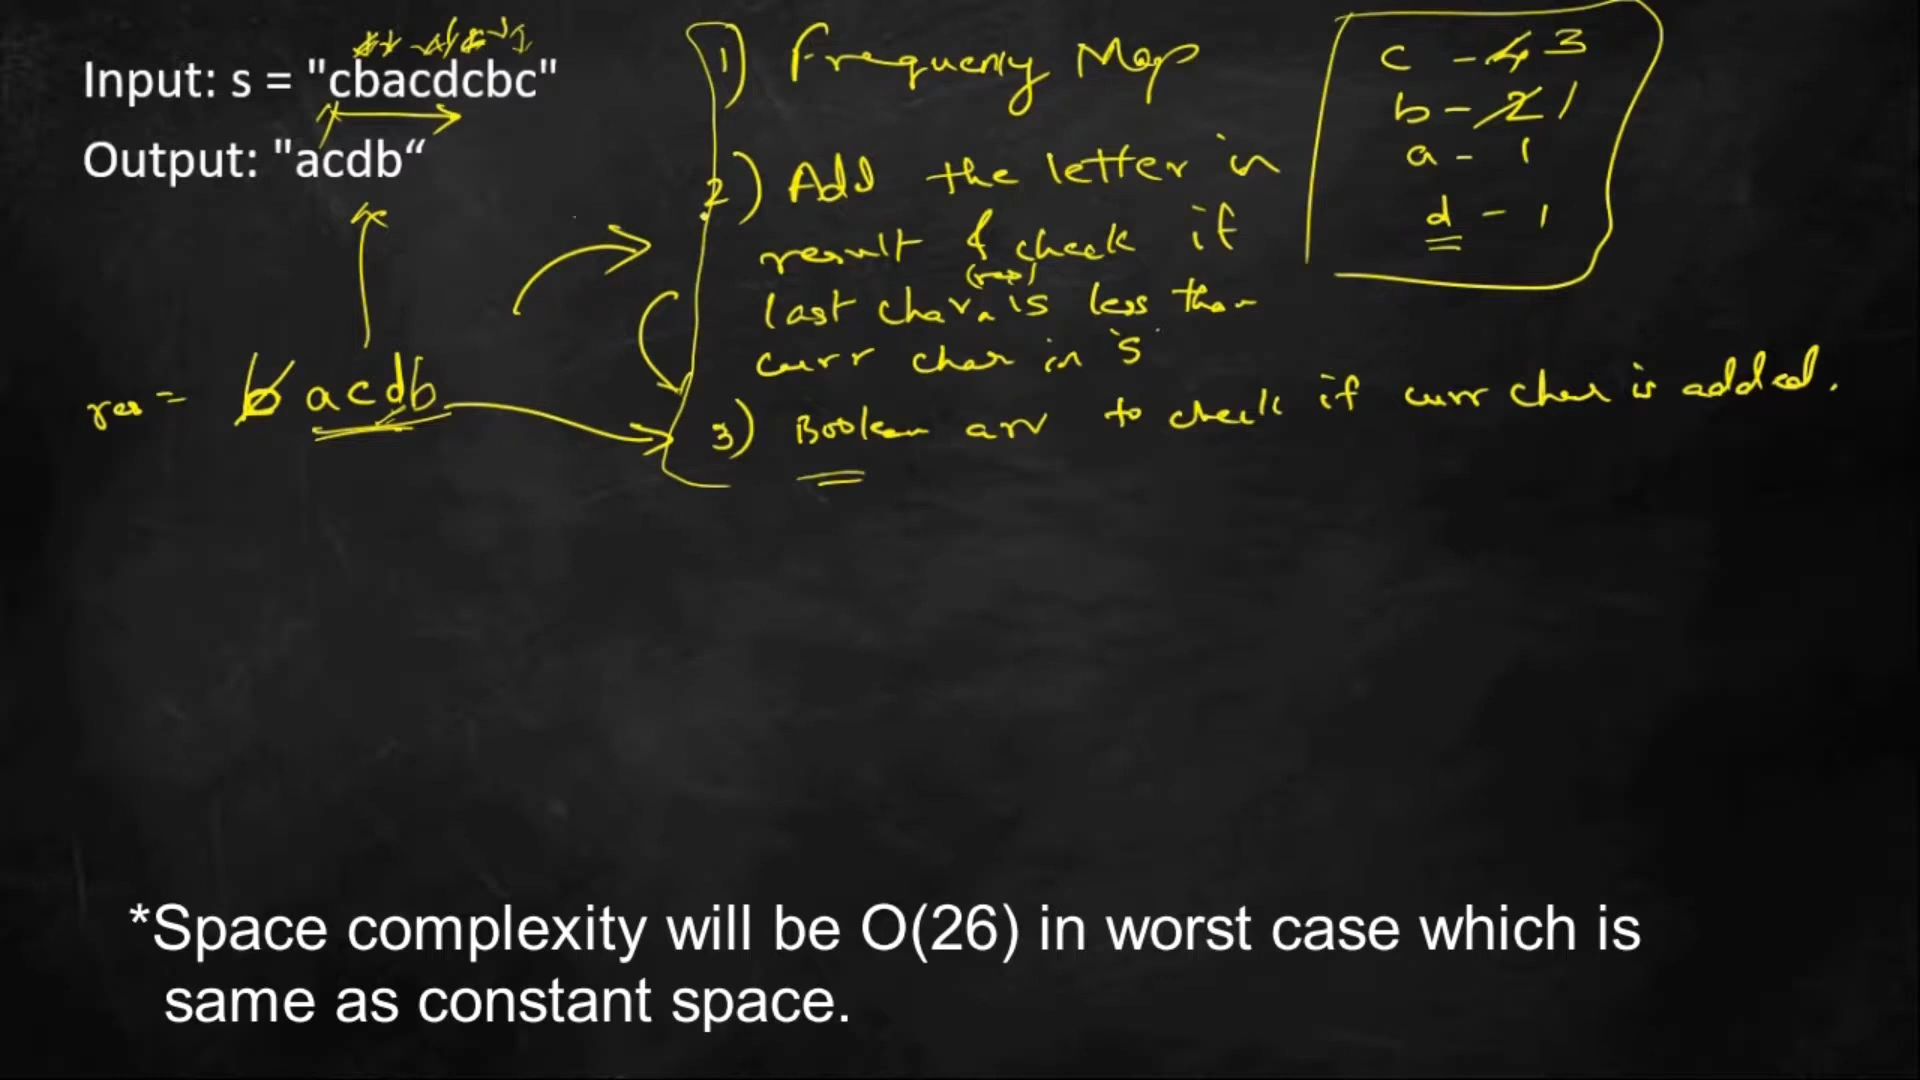 Input: s = "cbacdcbc"
Output: "acdb“
res = bacdb
1) Frequency Map
2) Add the letter in
result & check if
(res)
last char. is less than
curr char in 's'
3) Boolean arr to check if curr char is added.
c - 4 3
b - 2 1
a - 1
d - 1
*Space complexity will be O(26) in worst case which is
same as constant space.